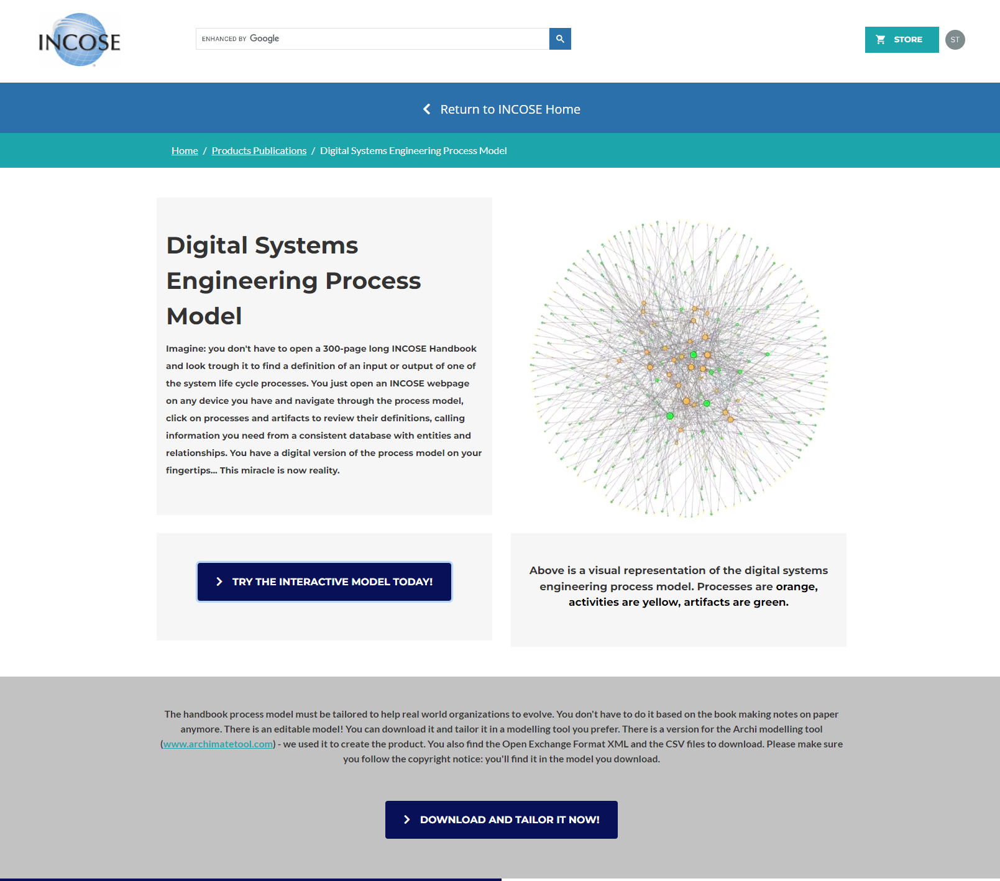 INCOSE
ENHANCED BY Google
STORE
ST
Return to INCOSE Home
Home / Products Publications / Digital Systems Engineering Process Model
Digital Systems
Engineering Process
Model
Imagine: you don't have to open a 300-page long INCOSE Handbook
and look trough it to find a definition of an input or output of one of
the system life cycle processes. You just open an INCOSE webpage
on any device you have and navigate through the process model,
click on processes and artifacts to review their definitions, calling
information you need from a consistent database with entities and
relationships. You have a digital version of the process model on your
fingertips... This miracle is now reality.
TRY THE INTERACTIVE MODEL TODAY!
Above is a visual representation of the digital systems
engineering process model. Processes are orange,
activities are yellow, artifacts are green.
The handbook process model must be tailored to help real world organizations to evolve. You don't have to do it based on the book making notes on paper
anymore. There is an editable model! You can download it and tailor it in a modelling tool you prefer. There is a version for the Archi modelling tool
(www.archimatetool.com) - we used it to create the product. You also find the Open Exchange Format XML and the CSV files to download. Please make sure
you follow the copyright notice: you'll find it in the model you download.
DOWNLOAD AND TAILOR IT NOW!